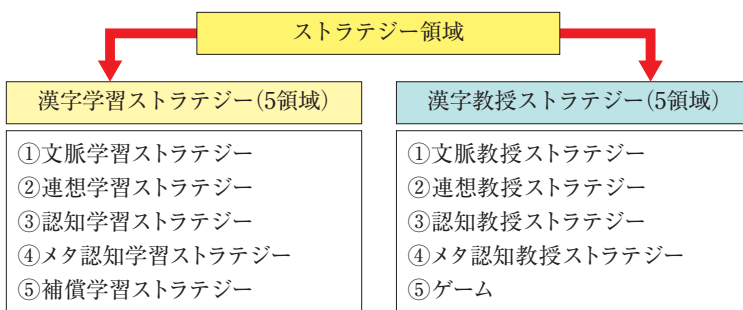 ストラテジー領域
漢字学習ストラテジー(5領域)
①文脈学習ストラテジー
②連想学習ストラテジー
③認知学習ストラテジー
④メタ認知学習ストラテジー
⑤補償学習ストラテジー
漢字教授ストラテジー(5領域)
①文脈教授ストラテジー
②連想教授ストラテジー
③認知教授ストラテジー
④メタ認知教授ストラテジー
⑤ゲーム